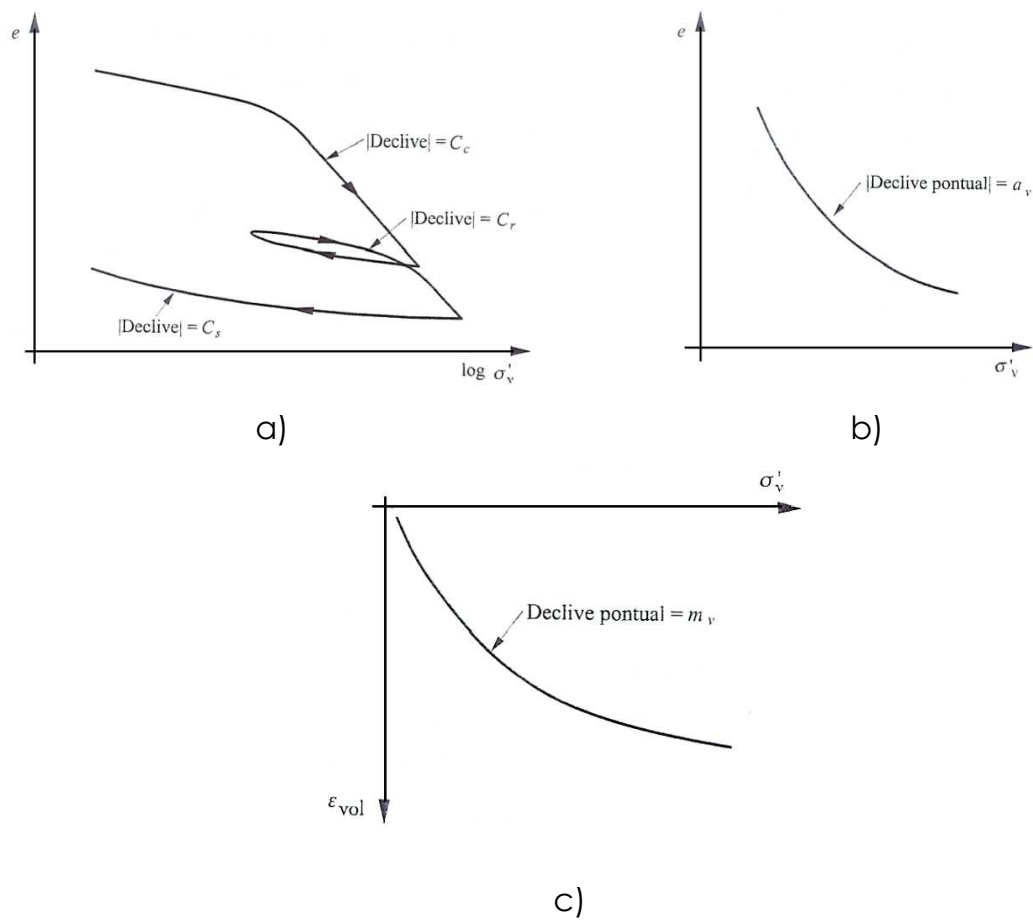 e
|Declive| = C_c
|Declive| = C_r
|Declive| = C_s
log σ'_v
a)
e
|Declive pontual| = a_v
σ'_v
b)
σ'_v
Declive pontual = m_v
ε_vol
c)